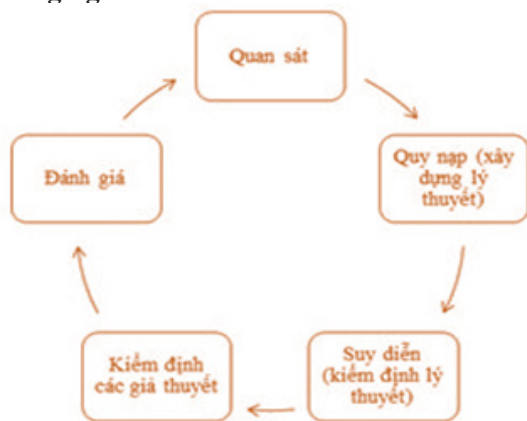 Quan sát
Quy nạp (xây
dựng lý
thuyết)
Suy diễn
(kiểm định lý
thuyết)
Kiểm định
các giả thuyết
Đánh giá